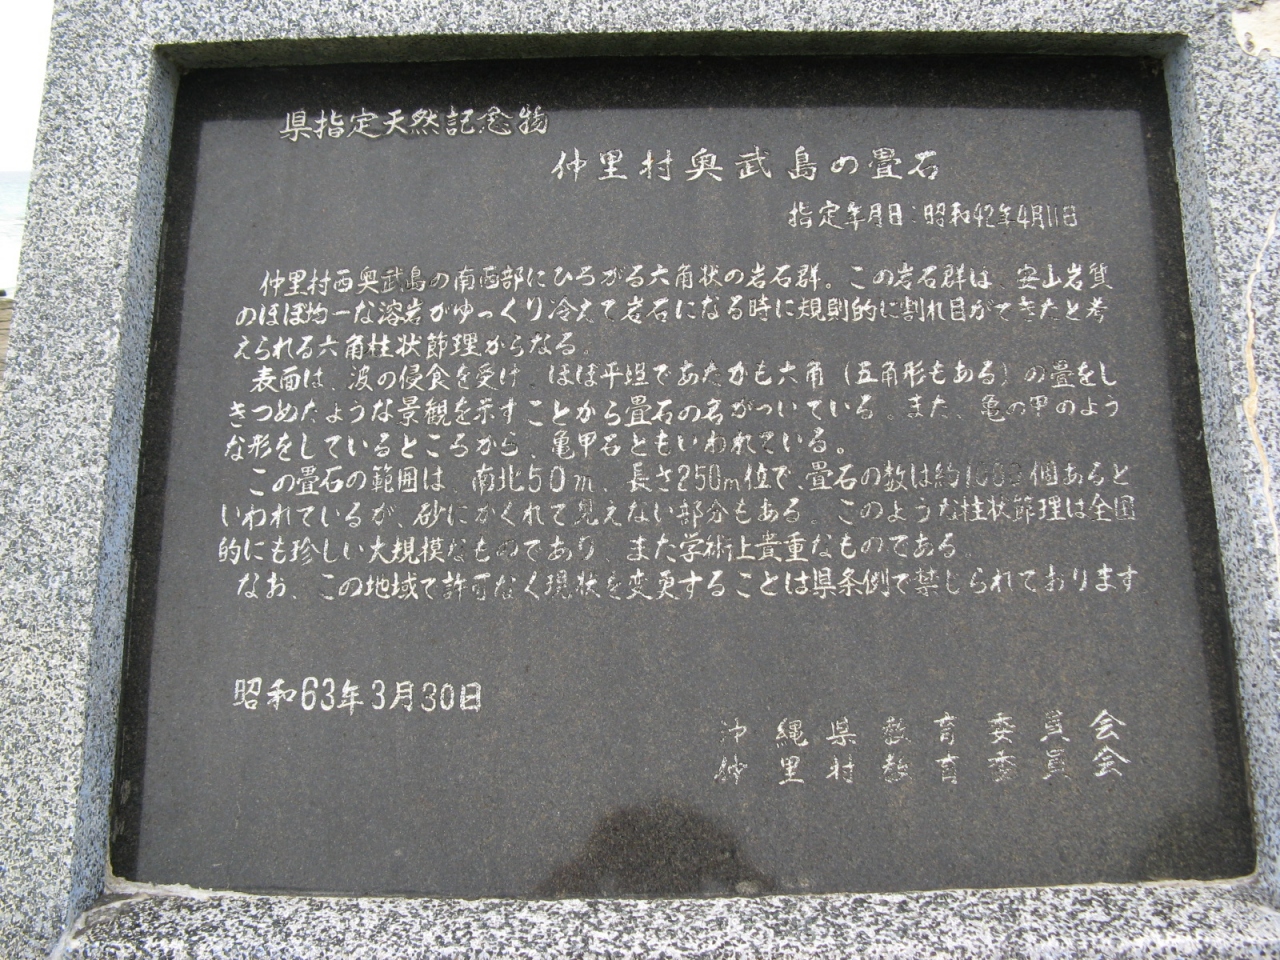 県指定天然記念物
仲里村奥武島の畳石
指定年月日：昭和42年4月11日
仲里村西奥武島の南西部にひろがる六角状の岩石群。この岩石群は、安山岩質
のほぼ均一な溶岩がゆっくり冷えて岩石になる時に規則的に割れ目ができたと考
えられる六角柱状節理からなる。
表面は、波の侵食を受け、ほぼ平坦であたかも六角（五角形もある）の畳をし
きつめたような景観を示すことから畳石の名がついている。また、亀の甲のよう
な形をしているところから、亀甲石ともいわれている。
この畳石の範囲は、南北50m、長さ250m位で、畳石の数は約 個あると
いわれているが、砂にかくれて見えない部分もある。このような柱状節理は全国
的にも珍しい大規模なものであり、また学術上貴重なものである。
なお、この地域で許可なく現状を変更することは県条例で禁じられております
昭和63年3月30日
沖縄県教育委員会
仲里村教育委員会